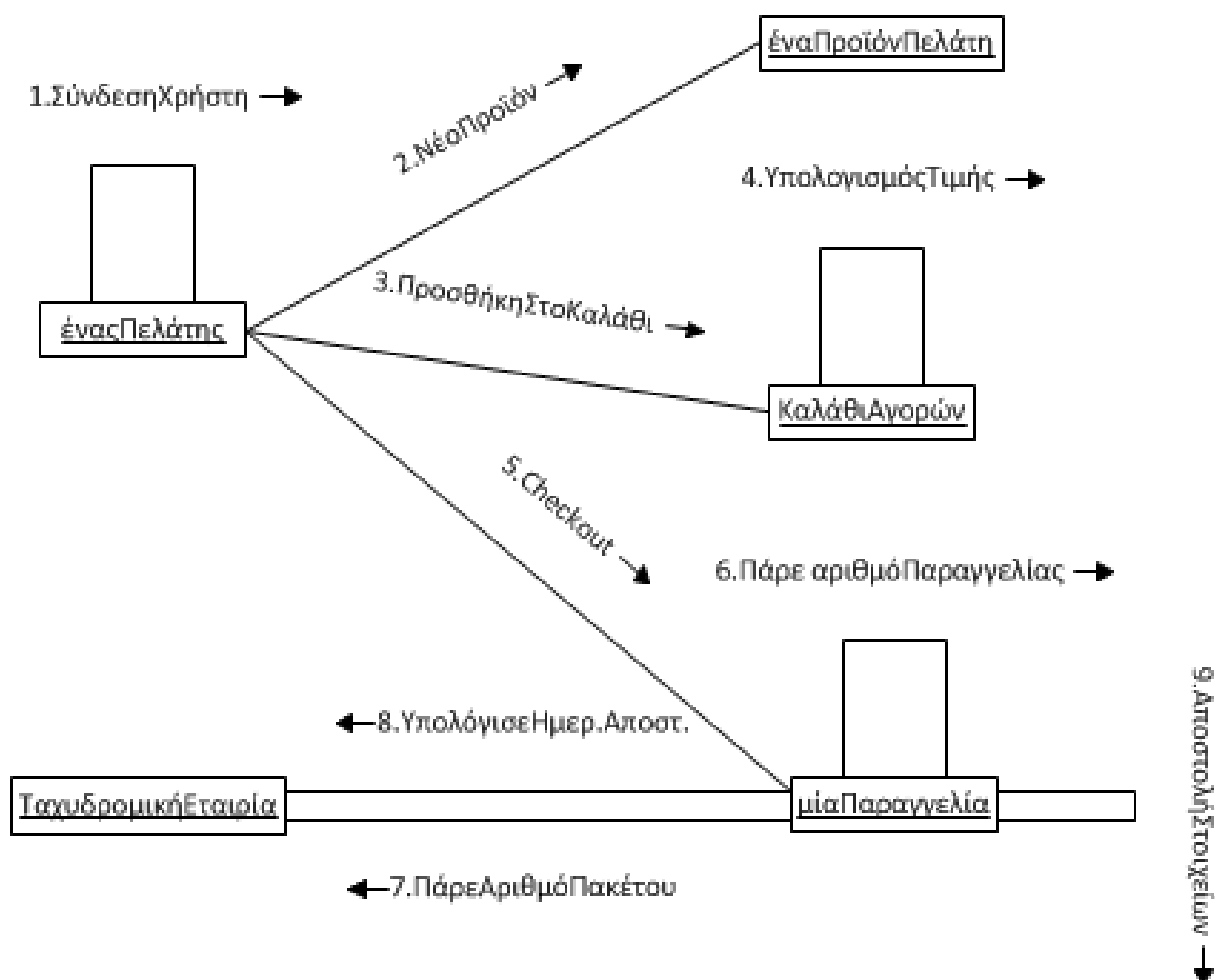 έναΠροϊόνΠελάτη
1.ΣύνδεσηΧρήστη
2.ΝέοΠροϊόν
4.ΥπολογισμόςΤιμής
3.ΠροσθήκηΣτοΚαλάθι
έναςΠελάτης
ΚαλάθιΑγορών
5.Checkout
6.Πάρε αριθμόΠαραγγελίας
8.ΥπολόγισεΗμερ.Αποστ.
ΤαχυδρομικήΕταιρία
μίαΠαραγγελία
7.ΠάρεΑριθμόΠακέτου
9.ΑποστολήΣτοιχείων